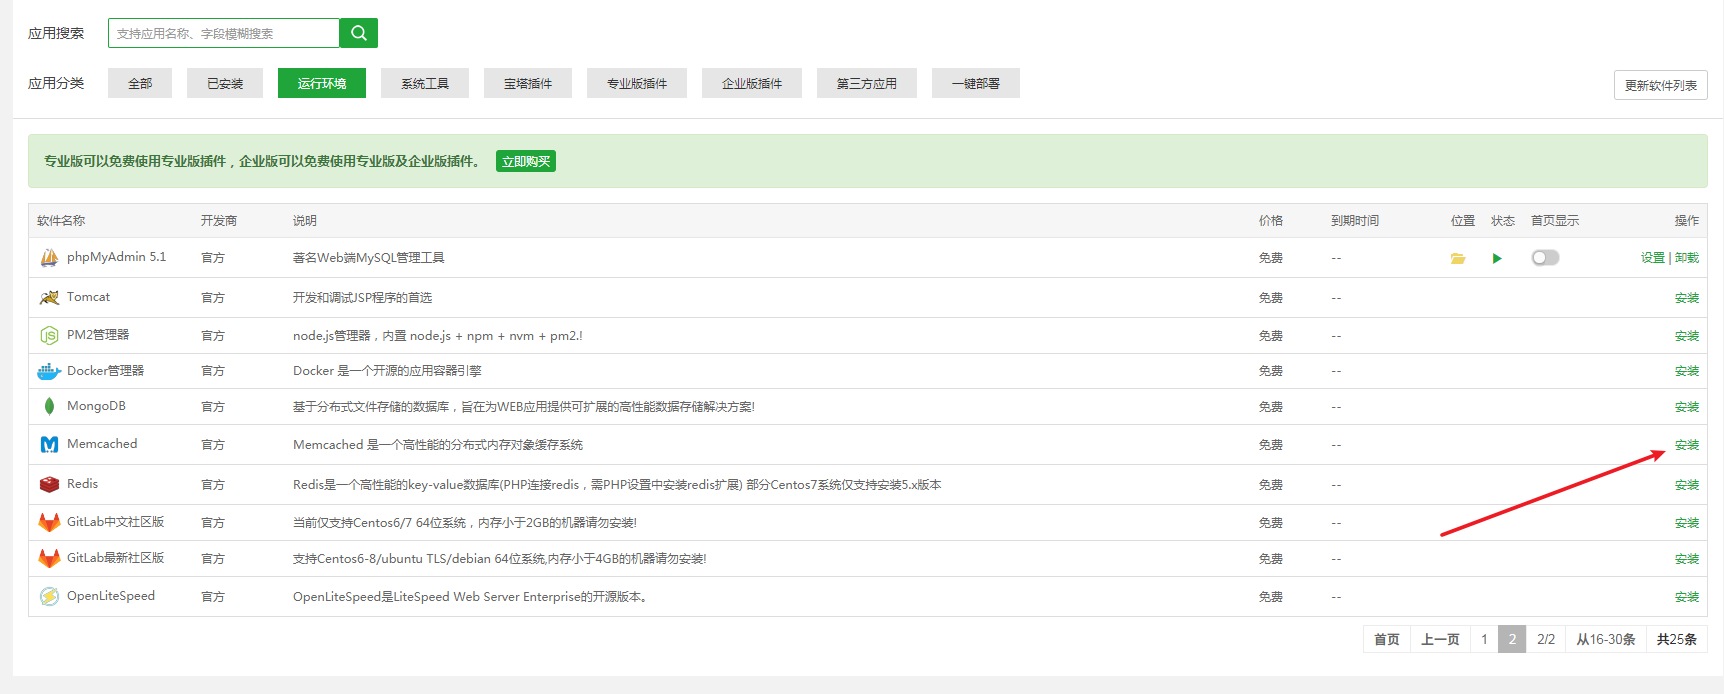 应用搜索 支持应用名称、字段模糊搜索
应用分类 全部 已安装 运行环境 系统工具 宝塔插件 专业版插件 企业版插件 第三方应用 一键部署 更新软件列表
专业版可以免费使用专业版插件，企业版可以免费使用专业版及企业版插件。 立即购买
软件名称 开发商 说明 价格 到期时间 位置 状态 首页显示 操作
phpMyAdmin 5.1 官方 著名Web端MySQL管理工具 免费 -- 设置 | 卸载
Tomcat 官方 开发和调试JSP程序的首选 免费 -- 安装
PM2管理器 官方 node.js管理器，内置 node.js + npm + nvm + pm2.! 免费 -- 安装
Docker管理器 官方 Docker 是一个开源的应用容器引擎 免费 -- 安装
MongoDB 官方 基于分布式文件存储的数据库，旨在为WEB应用提供可扩展的高性能数据存储解决方案! 免费 -- 安装
Memcached 官方 Memcached 是一个高性能的分布式内存对象缓存系统 免费 -- 安装
Redis 官方 Redis是一个高性能的key-value数据库(PHP连接redis，需PHP设置中安装redis扩展) 部分Centos7系统仅支持安装5.x版本 免费 -- 安装
GitLab中文社区版 官方 当前仅支持Centos6/7 64位系统，内存小于2GB的机器请勿安装! 免费 -- 安装
GitLab最新社区版 官方 支持Centos6-8/ubuntu TLS/debian 64位系统,内存小于4GB的机器请勿安装! 免费 -- 安装
OpenLiteSpeed 官方 OpenLiteSpeed是LiteSpeed Web Server Enterprise的开源版本。 免费 -- 安装
首页 上一页 1 2 2/2 从16-30条 共25条